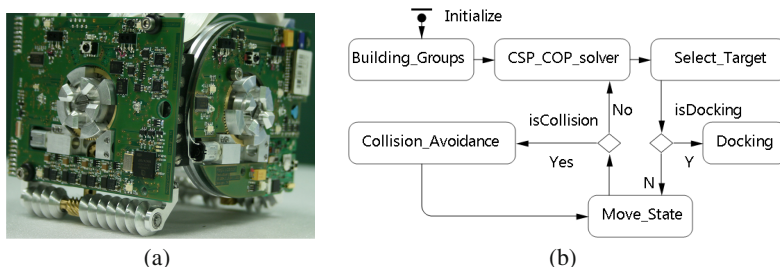 Initialize
Building_Groups
CSP_COP_solver
Select_Target
No
isDocking
isCollision
Collision_Avoidance
Docking
Yes
Y
N
Move_State
(a)
(b)